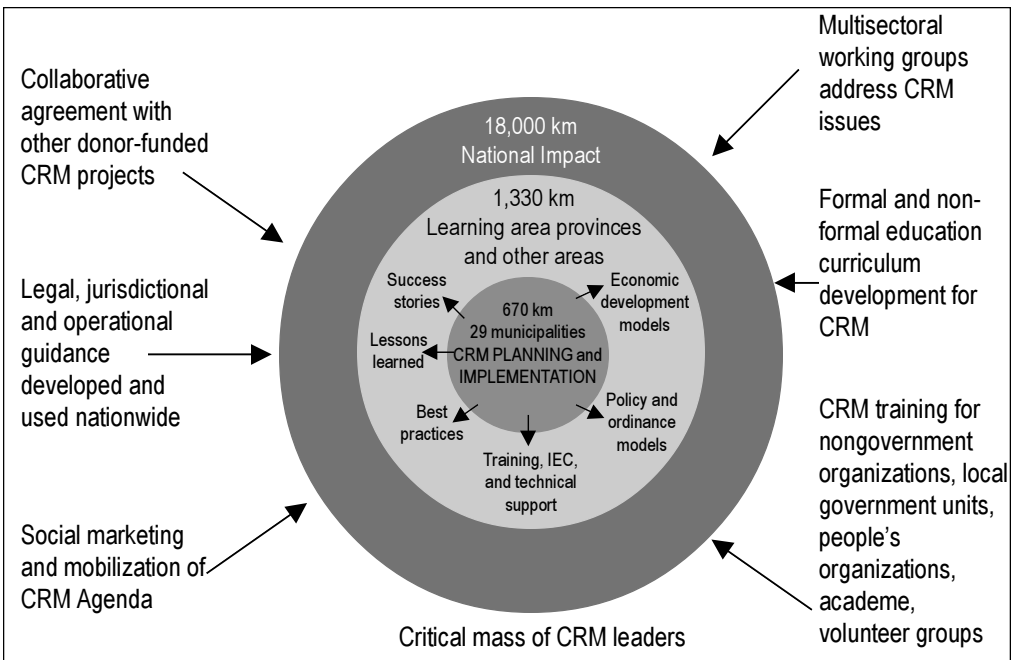 Collaborative
agreement with
other donor-funded
CRM projects
Legal, jurisdictional
and operational
guidance
developed and
used nationwide
Social marketing
and mobilization of
CRM Agenda
18,000 km
National Impact
1,330 km
Learning area provinces
and other areas
Success
stories
Lessons
learned
Best
practices
Training, IEC,
and technical
support
Economic
development
models
Policy and
ordinance
models
670 km
29 municipalities
CRM PLANNING and
IMPLEMENTATION
Multisectoral
working groups
address CRM
issues
Formal and non-
formal education
curriculum
development for
CRM
CRM training for
nongovernment
organizations, local
government units,
people's
organizations,
academe,
volunteer groups
Critical mass of CRM leaders